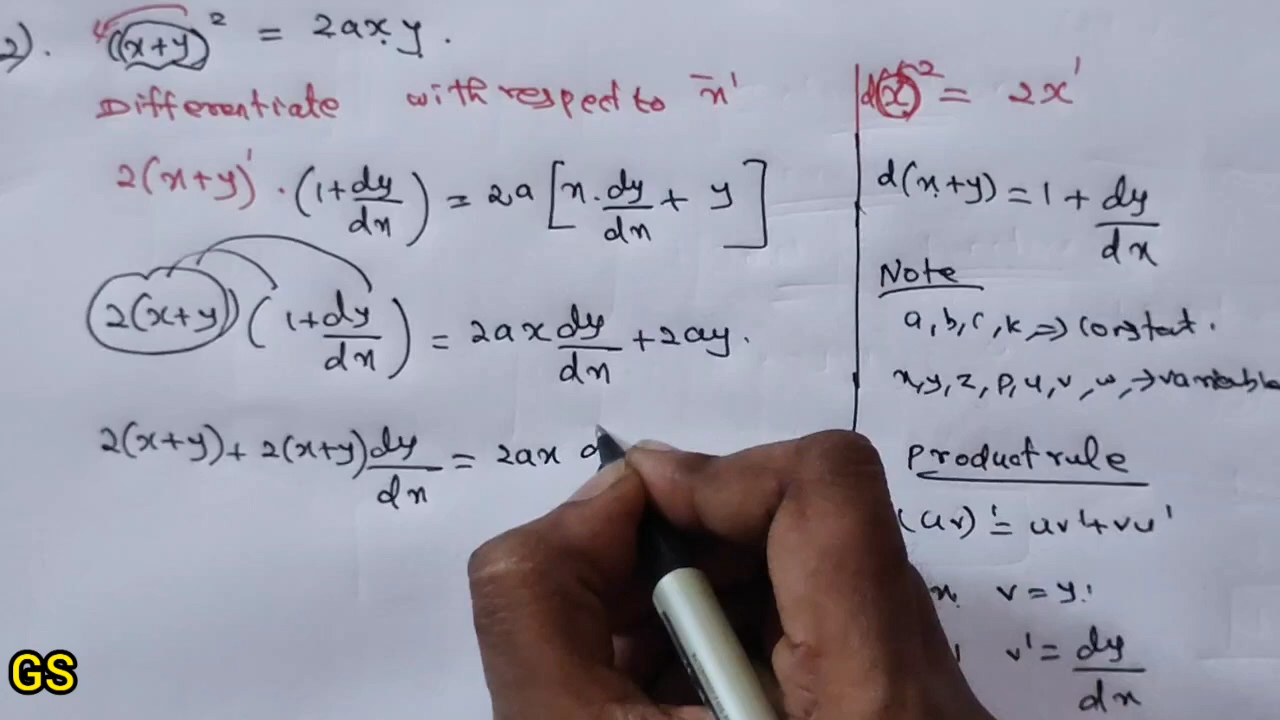 2). (x+y)² = 2axy.
Differentiate with respect to 'x'
2(x+y)¹ . (1+dy/dx) = 2a [x.dy/dx + y]
2(x+y) (1+dy/dx) = 2ax dy/dx + 2ay.
2(x+y) + 2(x+y) dy/dx = 2ax d
d(x)² = 2x¹
d(x+y) = 1 + dy/dx
Note
a, b, c, k, => constant.
x, y, z, p, u, v, w, -> variable
Product rule
(uv)' = uv'+vu'
x. v = y.
v' = dy/dx
GS